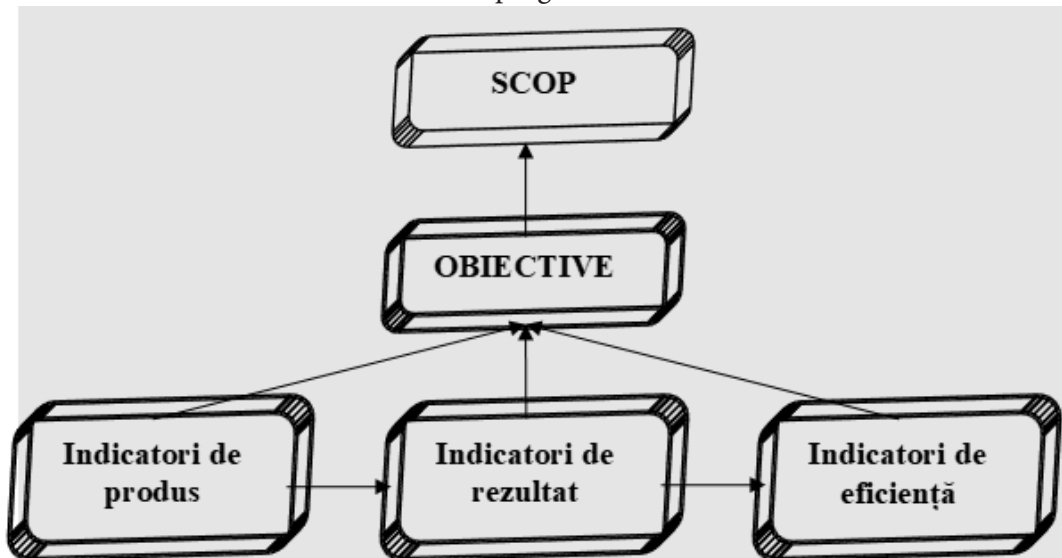 SCOP
OBIECTIVE
Indicatori de
produs
Indicatori de
rezultat
Indicatori de
eficiență